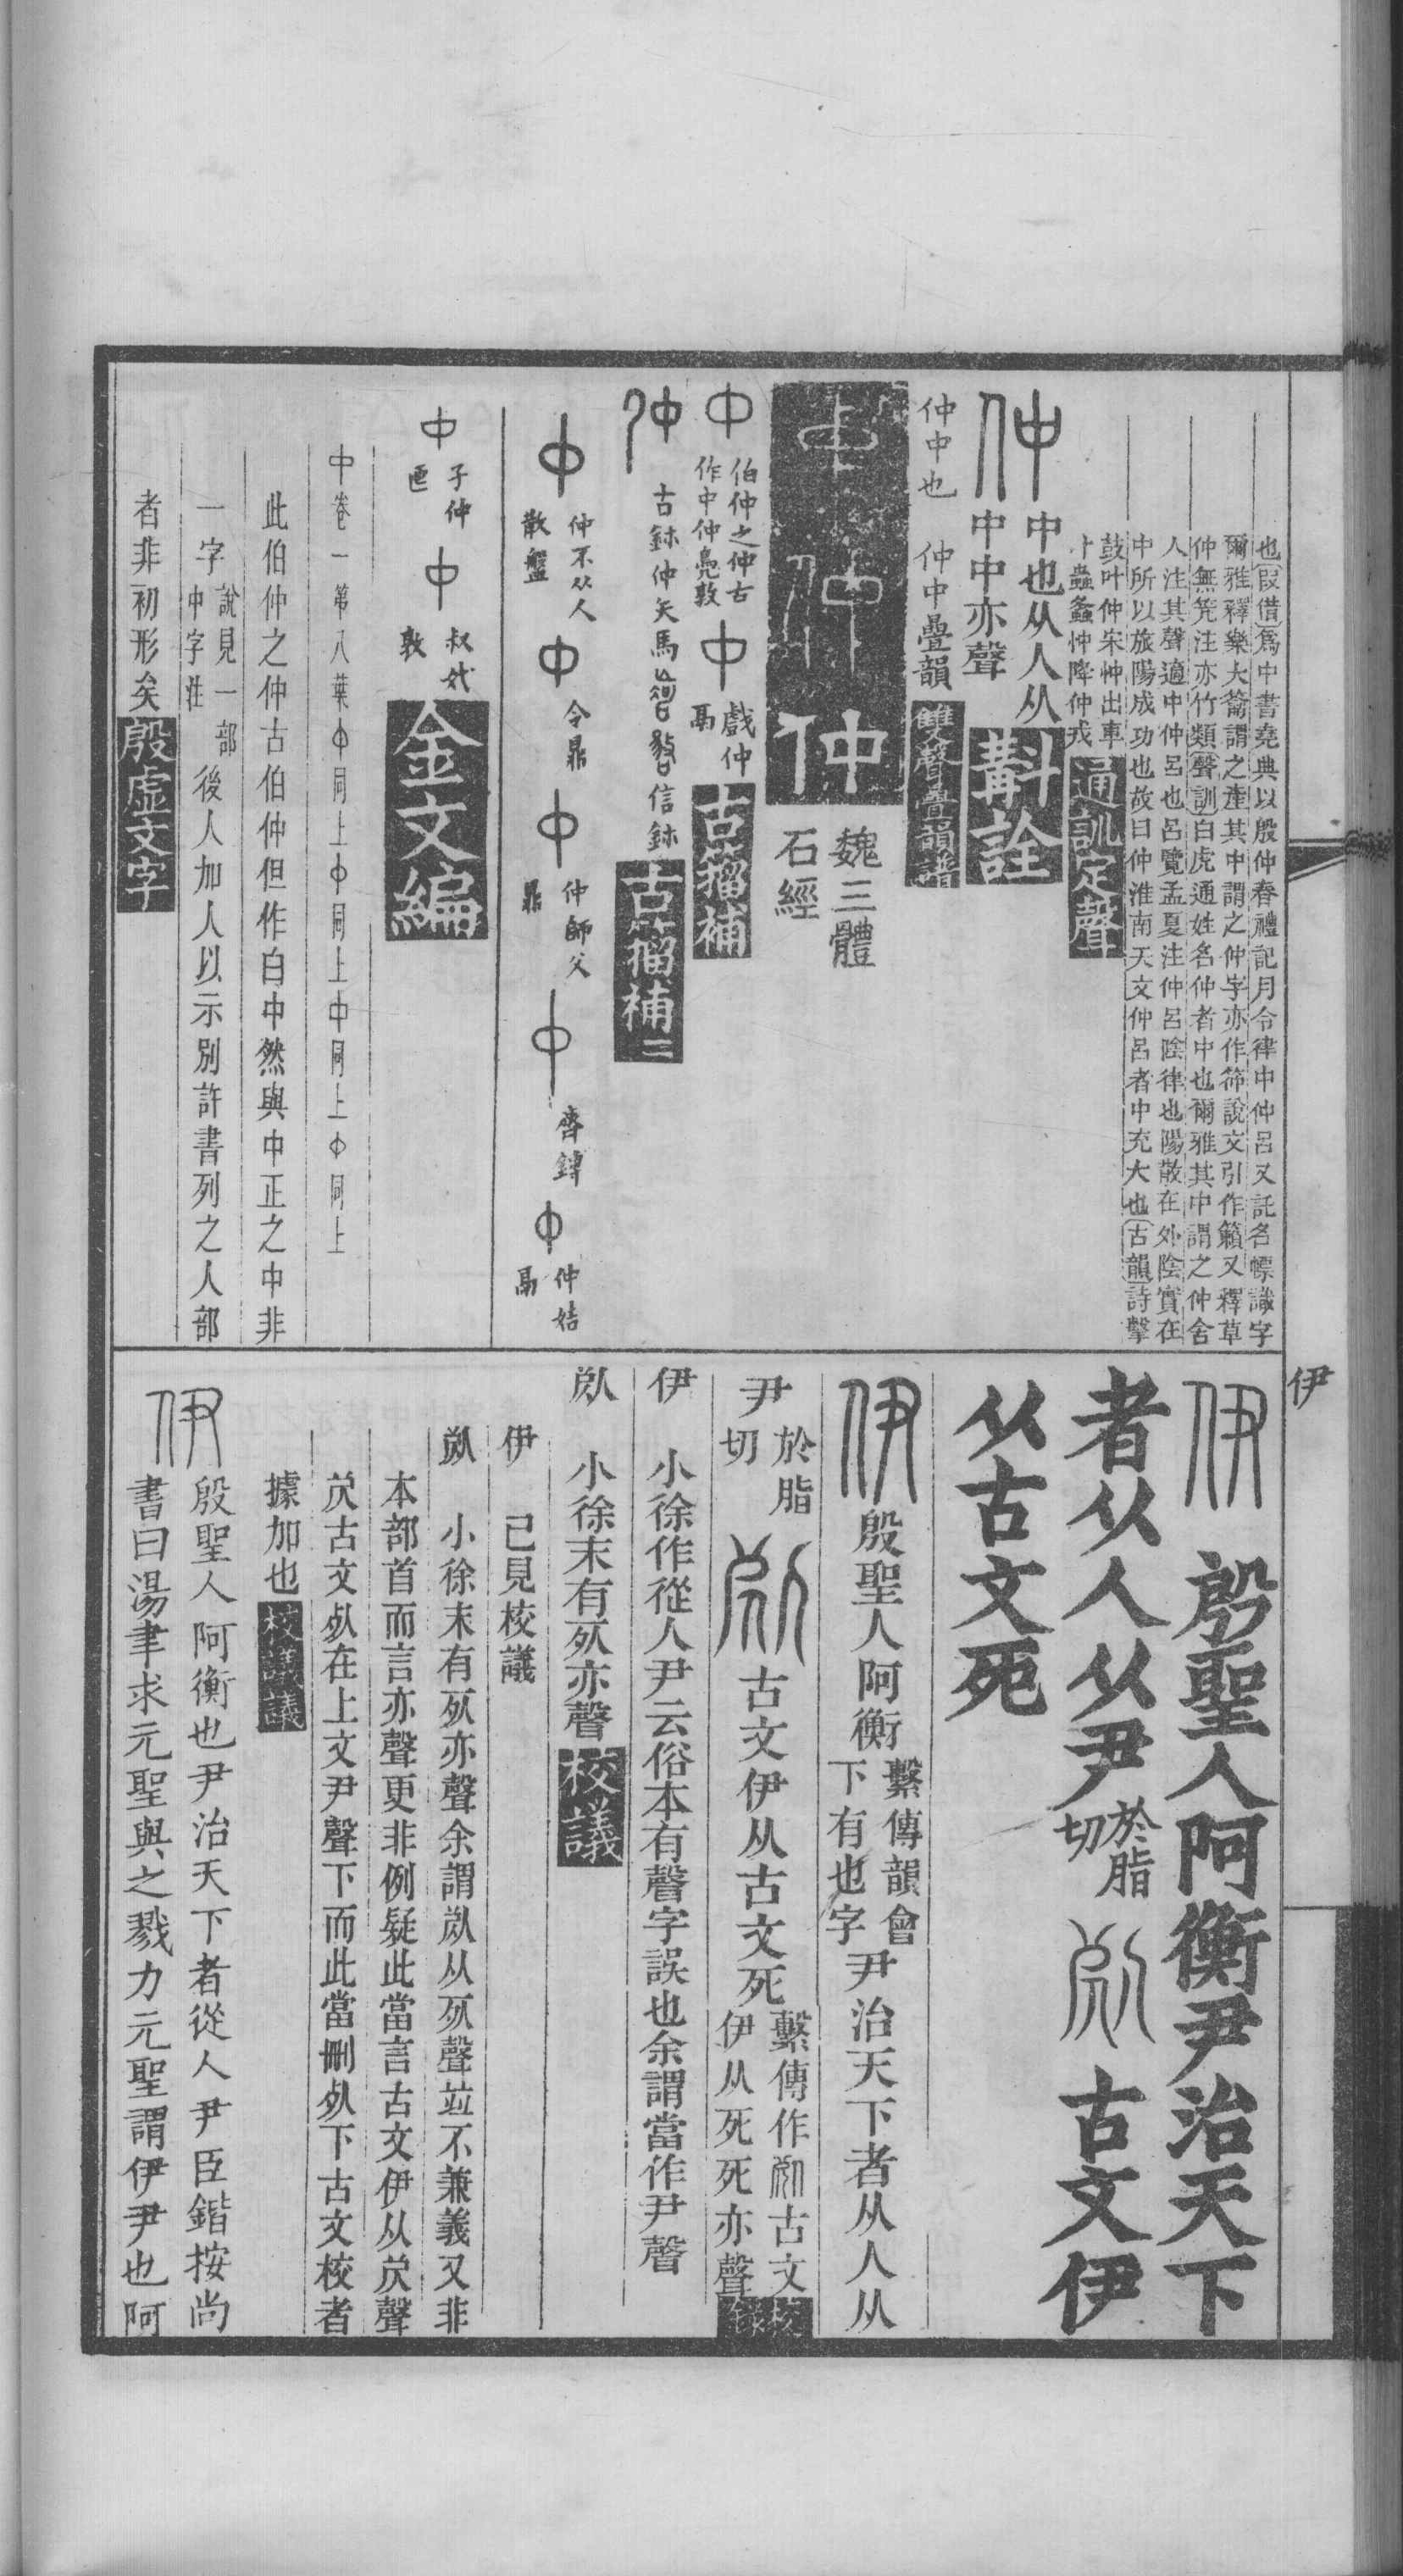 伊
也(叚借)爲中書堯典以殷仲春禮記月令律中仲呂又託名幖識字
爾雅釋樂大籥謂之產其中謂之仲字亦作筗說文引作籟又釋草
仲無笐注亦竹類(聲訓)白虎通姓名仲者中也爾雅其中謂之仲舍
人注其聲適中仲呂也呂覽孟夏注仲呂陰律也陽散在外陰實在
中所以旅陽成功也故曰仲淮南天文仲呂者中充大也(古韻)詩擊
鼓叶仲宋忡出車
叶蟲螽忡降仲戎
通訓定聲
仲
中也从人从
中中亦聲
斠詮
仲中也 仲中疊韻
雙聲疊韻譜
中仲仲
魏三體
石經
中
伯仲之仲古
作中仲𠭯敦
中
戲仲
鬲
古籀補
仲
古鉢仲矢馬 信鉢
古籀補二
中
仲不从人
散盤
中
令鼎
中
仲師父
鼎
中
齊鎛
中
仲姞
鬲
中
子仲
匜
中
叔𡚱
敦
金文編
中卷一第八葉中同上中同上中同上中同上
此伯仲之仲古伯仲但作白中然與中正之中非
一字
說見一部
中字注
後人加人以示別許書列之人部
者非初形矣
殷虛文字
伊 殷聖人阿衡尹治天下
者从人从尹
於脂
切
𠈌 古文伊
从古文死
伊殷聖人阿衡
繫傳韻會
下有也字
尹治天下者从人从
尹
於脂
切
𠈌古文伊从古文死
繫傳作 古文
伊从死死亦聲
校錄
伊 小徐作從人尹云俗本有聲字誤也余謂當作尹聲
𠈌 小徐末有𣦸亦聲
校議
伊 已見校議
𠈌 小徐末有𣦸亦聲余謂𠈌从𣦸聲竝不兼義又非
本部首而言亦聲更非例疑此當言古文伊从 聲
古文 在上文尹聲下而此當刪 下古文校者
據加也
校議議
伊
殷聖人阿衡也尹治天下者從人尹臣鍇按尚
書曰湯聿求元聖與之戮力元聖謂伊尹也阿